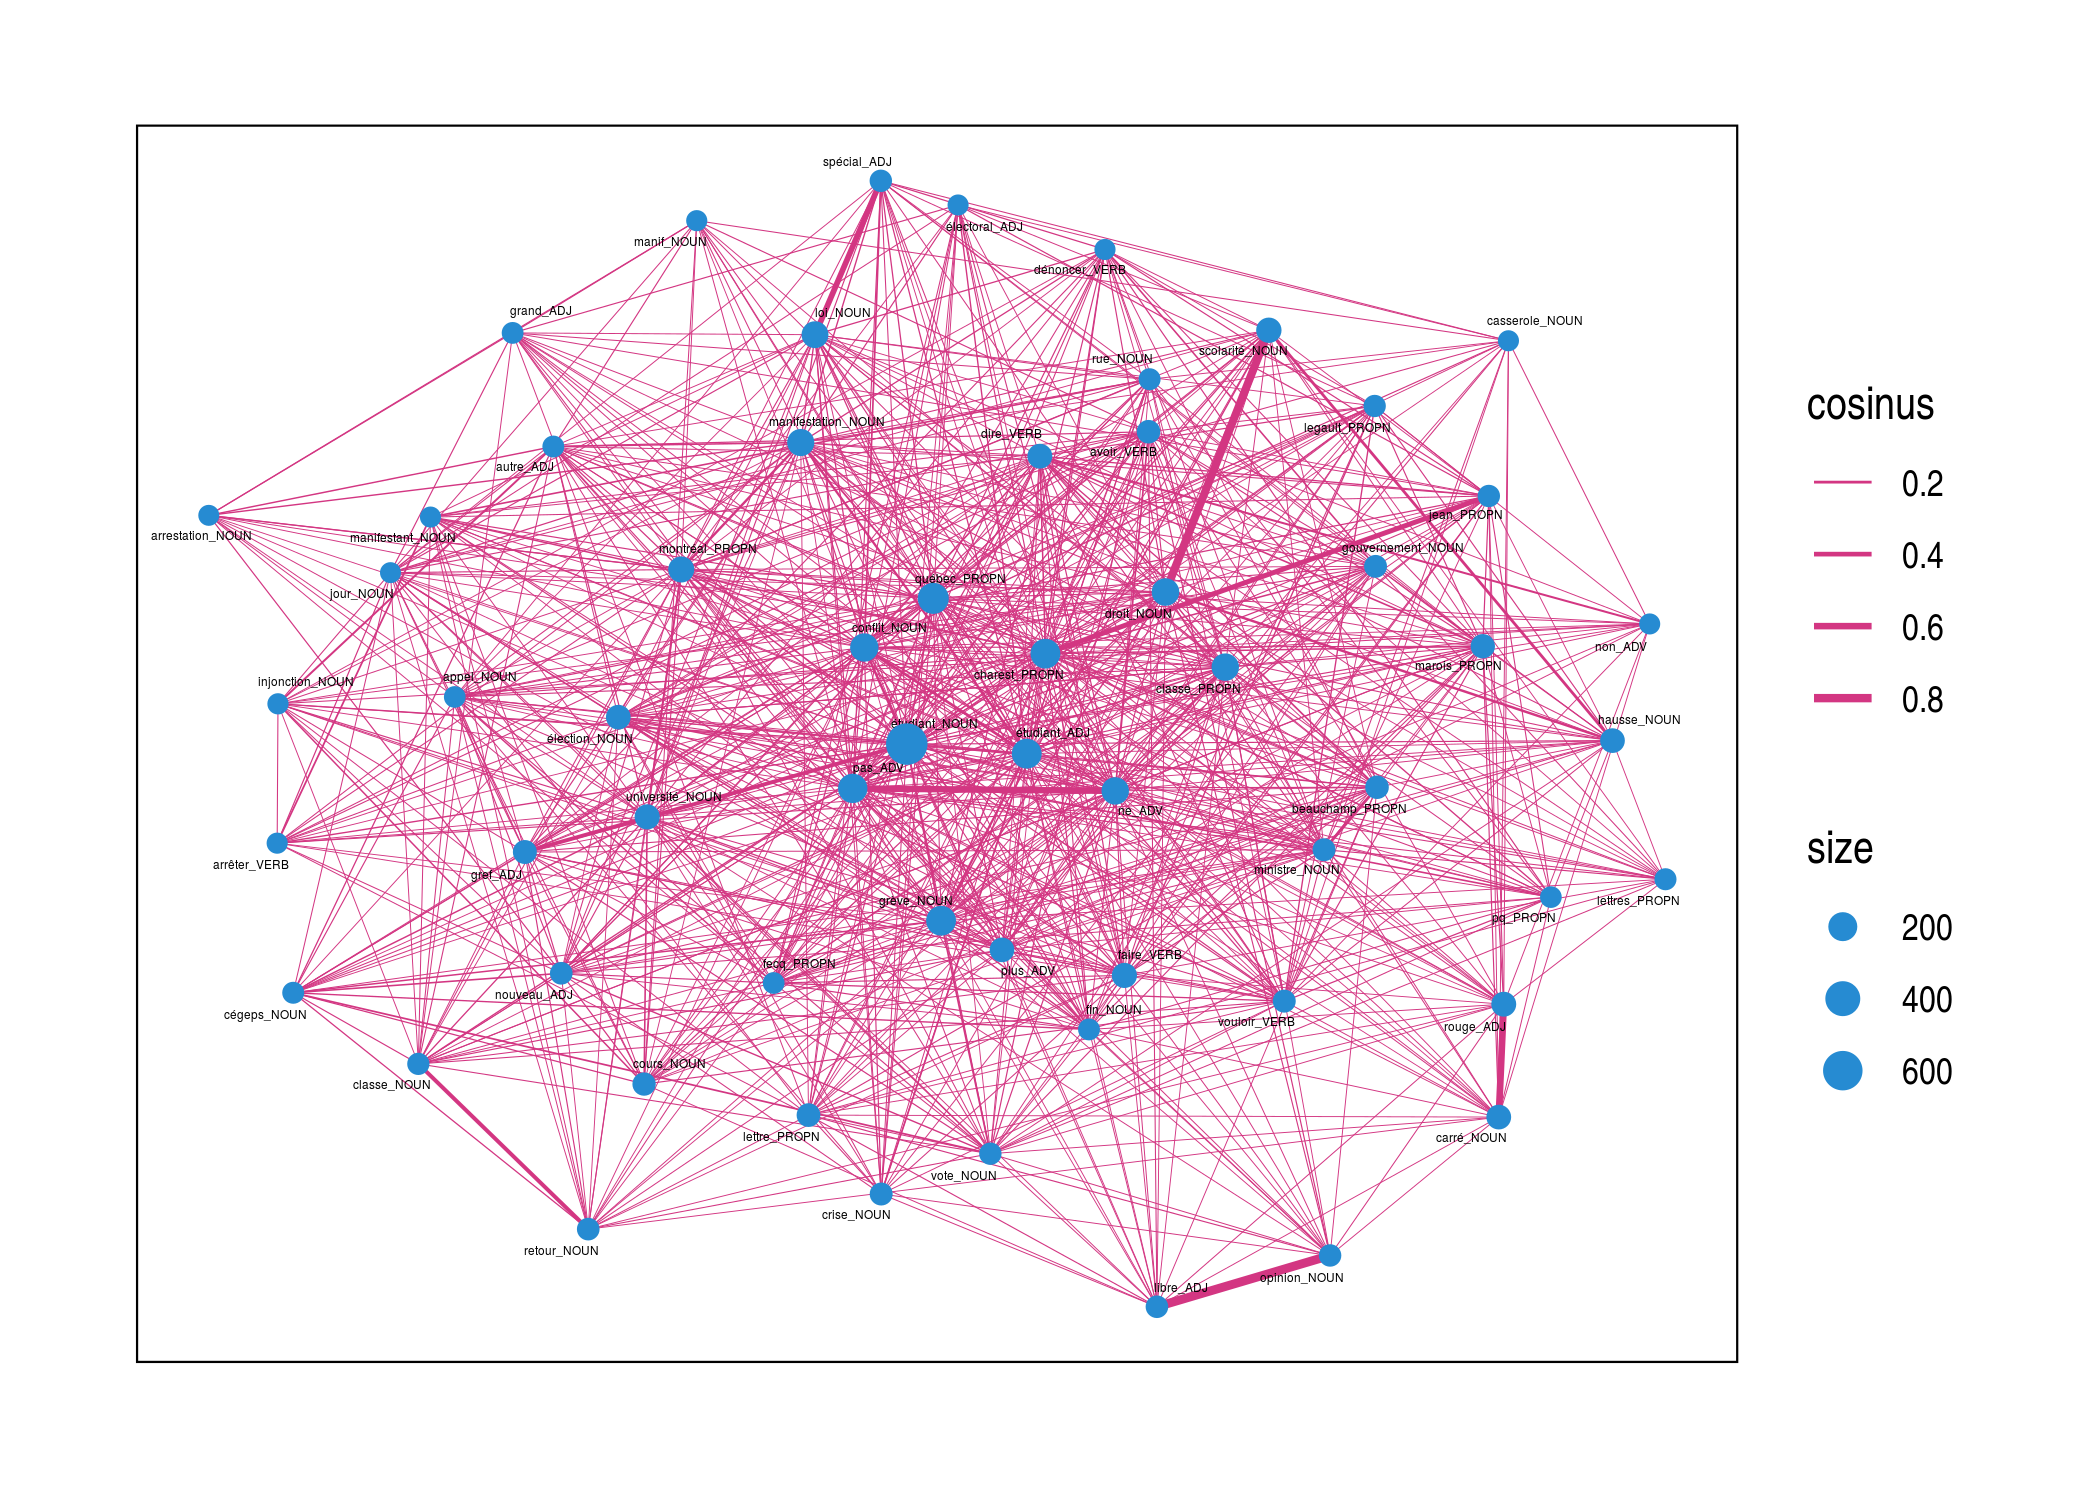 spécial_ADJ
électoral_ADJ
manif_NOUN
dénoncer_VERB
grand_ADJ
loi_NOUN
casserole_NOUN
scolarité_NOUN
rue_NOUN
manifestation_NOUN
legault_PROPN
dire_VERB
avoir_VERB
autre_ADJ
jean_PROPN
arrestation_NOUN
manifestant_NOUN
montréal_PROPN
gouvernement_NOUN
québec_PROPN
jour_NOUN
droit_NOUN
conflit_NOUN
non_ADV
marois_PROPN
charest_PROPN
appel_NOUN
injonction_NOUN
classe_PROPN
hausse_NOUN
étudiant_NOUN
étudiant_ADJ
élection_NOUN
pas_ADV
université_NOUN
beauchamp_PROPN
ne_ADV
arrêter_VERB
ministre_NOUN
gref_ADJ
grève_NOUN
lettres_PROPN
pq_PROPN
faire_VERB
fecq_PROPN
plus_ADV
nouveau_ADJ
fin_NOUN
cégeps_NOUN
vouloir_VERB
rouge_ADJ
cours_NOUN
classe_NOUN
lettre_PROPN
carré_NOUN
vote_NOUN
crise_NOUN
retour_NOUN
opinion_NOUN
libre_ADJ
cosinus
0.2
0.4
0.6
0.8
size
200
400
600